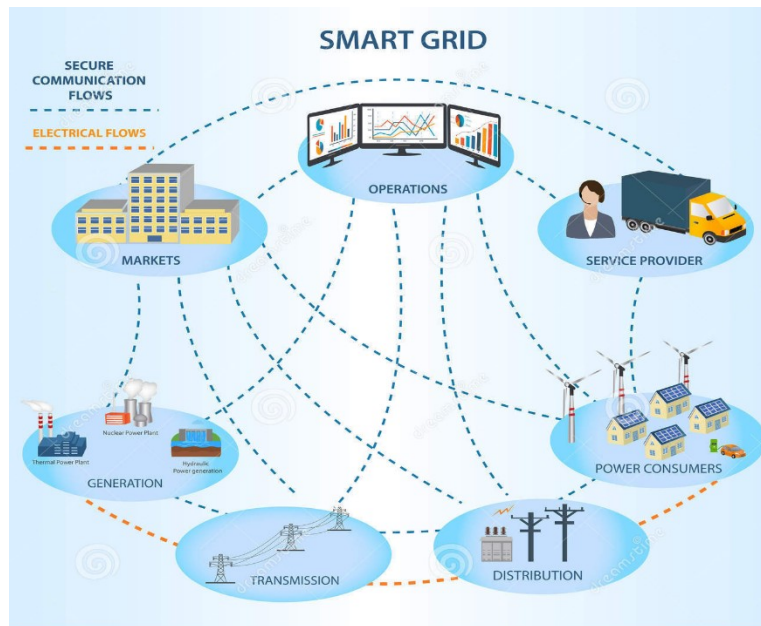 SMART GRID
SECURE
COMMUNICATION
FLOWS
ELECTRICAL FLOWS
OPERATIONS
MARKETS
SERVICE PROVIDER
Nuclear Power Plant
Thermal Power Plant
Hydraulic
Power generation
GENERATION
POWER CONSUMERS
TRANSMISSION
DISTRIBUTION
dreamstime